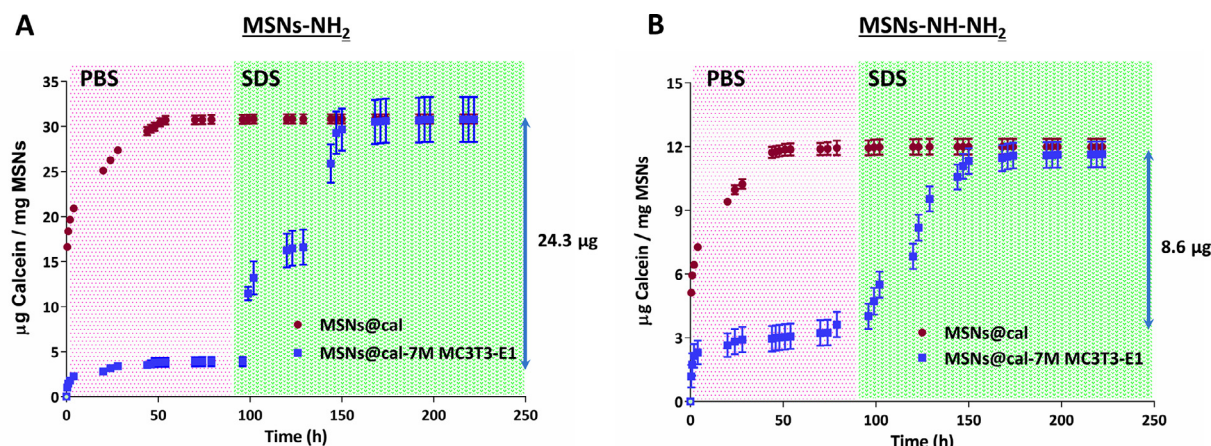 A
MSNs-NH2
PBS
SDS
35
30
25
20
15
10
5
0
µg Calcein / mg MSNs
MSNs@cal
MSNs@cal-7M MC3T3-E1
24.3 µg
0
50
100
150
200
250
Time (h)
B
MSNs-NH-NH2
PBS
SDS
15
12
9
6
3
0
µg Calcein / mg MSNs
MSNs@cal
MSNs@cal-7M MC3T3-E1
8.6 µg
0
50
100
150
200
250
Time (h)